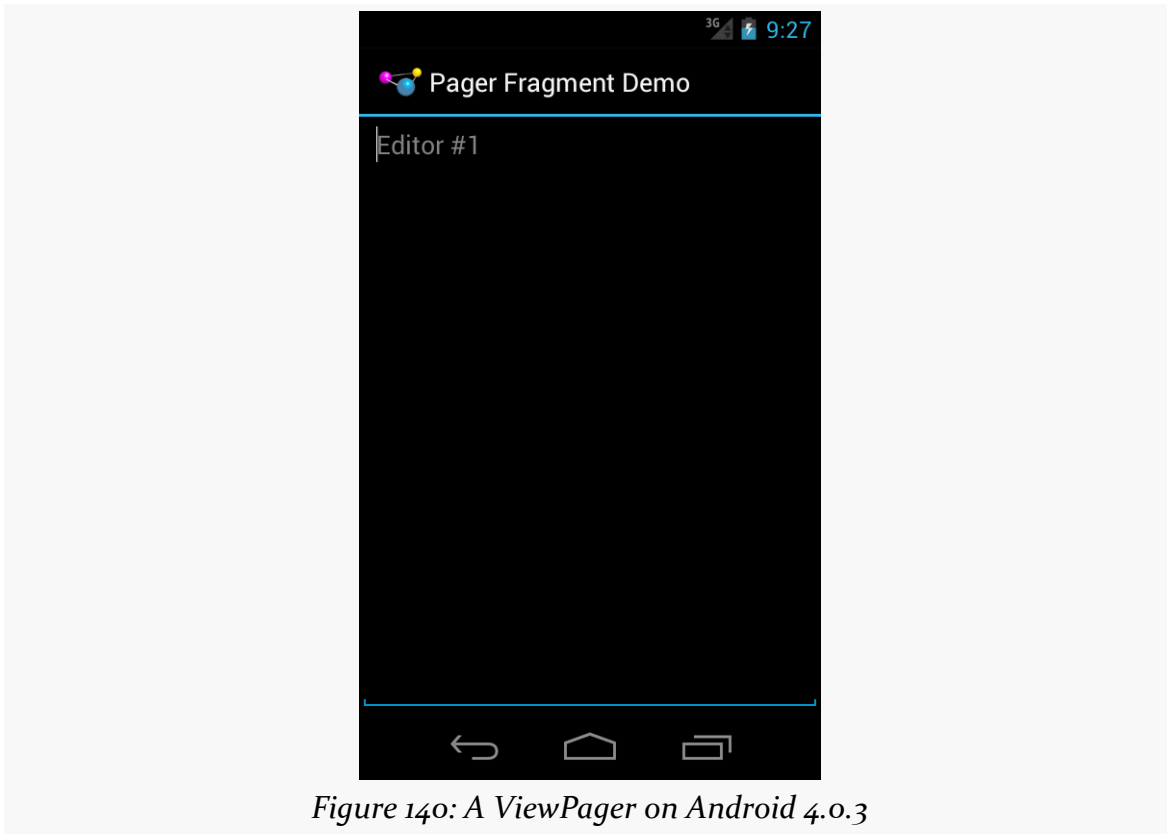 3G 9:27
Pager Fragment Demo
Editor #1
Figure 140: A ViewPager on Android 4.0.3